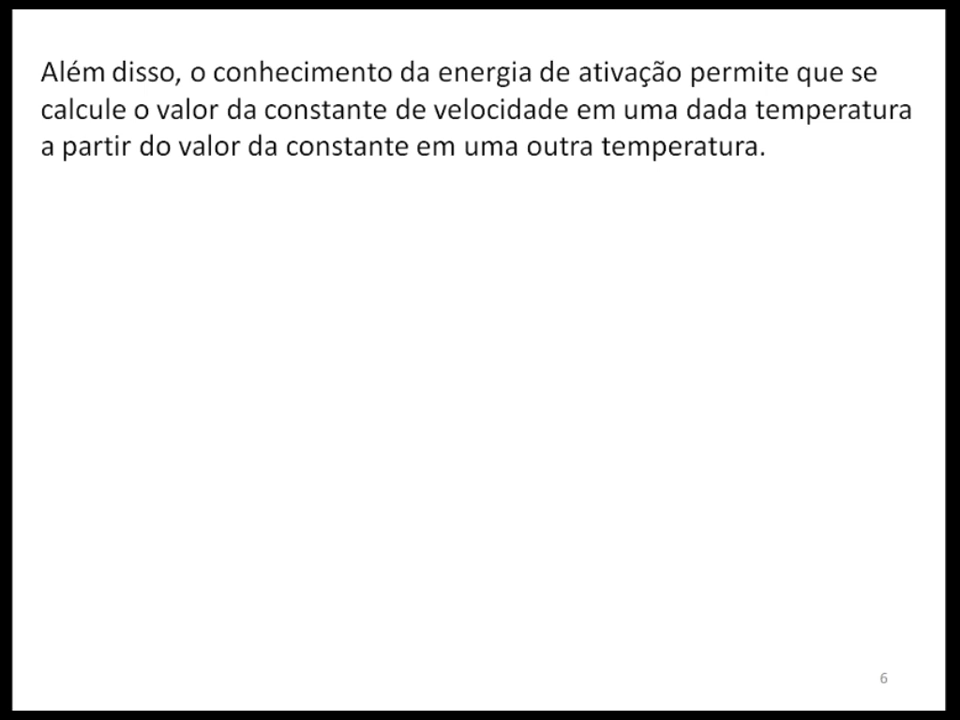 Além disso, o conhecimento da energia de ativação permite que se
calcule o valor da constante de velocidade em uma dada temperatura
a partir do valor da constante em uma outra temperatura.
6